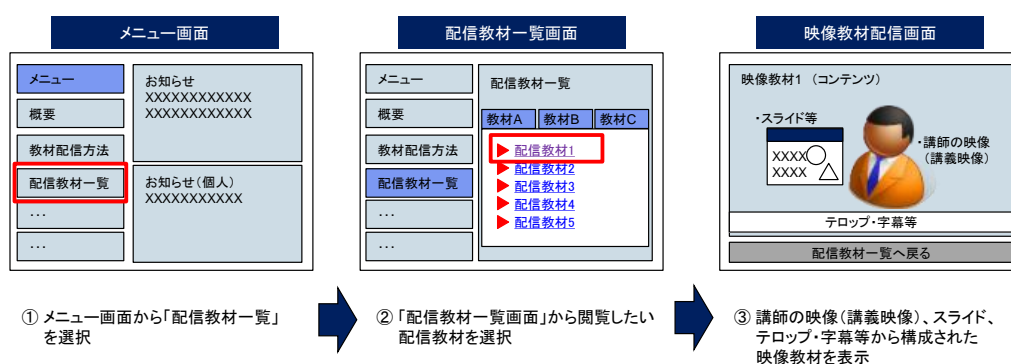 メニュー画面
メニュー
概要
教材配信方法
配信教材一覧
...
...
お知らせ
XXXXXXXXXXXX
XXXXXXXXXXXX
お知らせ(個人)
XXXXXXXXXXX
① メニュー画面から「配信教材一覧」
を選択
配信教材一覧画面
メニュー
概要
教材配信方法
配信教材一覧
...
...
配信教材一覧
教材A 教材B 教材C
配信教材1
配信教材2
配信教材3
配信教材4
配信教材5
② 「配信教材一覧画面」から閲覧したい
配信教材を選択
映像教材配信画面
映像教材1 (コンテンツ)
・スライド等
XXXX
XXXX
・講師の映像
(講義映像)
テロップ・字幕等
配信教材一覧へ戻る
③ 講師の映像(講義映像)、スライド、
テロップ・字幕等から構成された
映像教材を表示